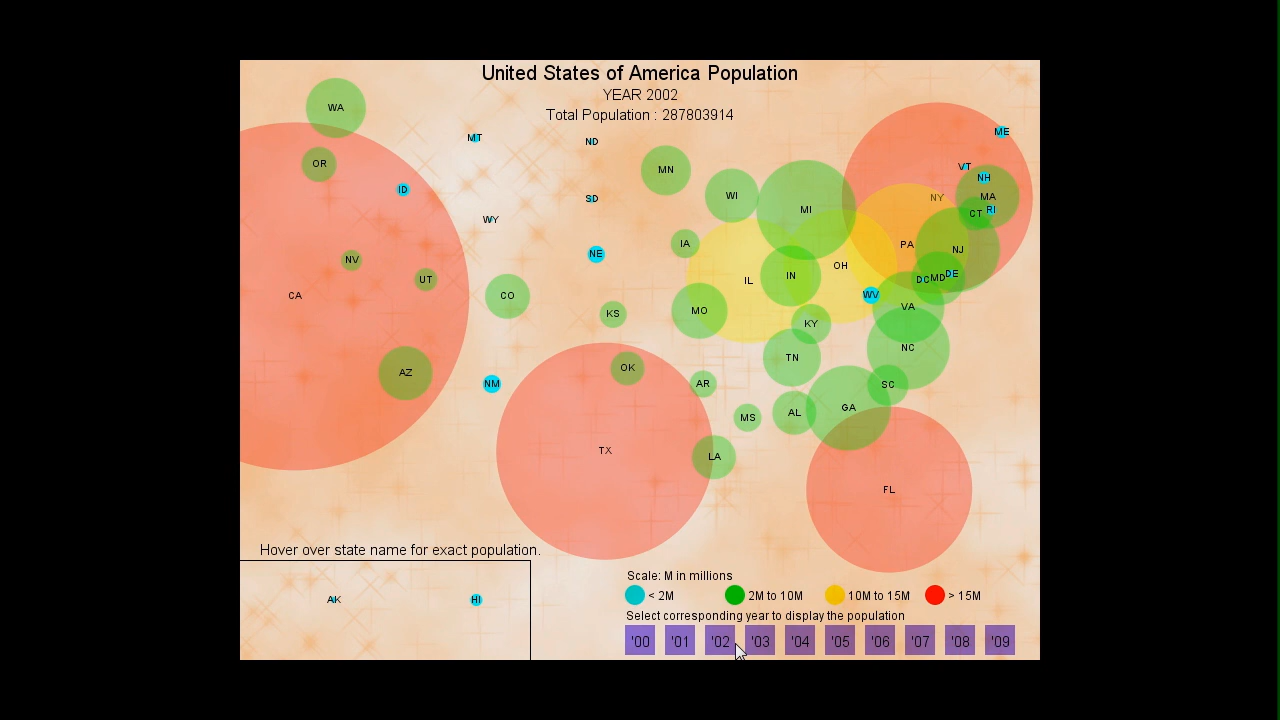 United States of America Population
YEAR 2002
Total Population : 287803914
WA
MT
ND
ME
OR
MN
VT
NH
ID
SD
WI
NY
MA
WY
MI
CT
RI
IA
PA
NJ
NV
NE
OH
UT
IN
DC
MD
DE
CA
CO
IL
WV
KS
MO
KY
VA
AZ
OK
TN
NC
NM
AR
SC
MS
AL
GA
TX
LA
FL
Hover over state name for exact population.
AK
HI
Scale: M in millions
< 2M
2M to 10M
10M to 15M
> 15M
Select corresponding year to display the population
'00 '01 '02 '03 '04 '05 '06 '07 '08 '09